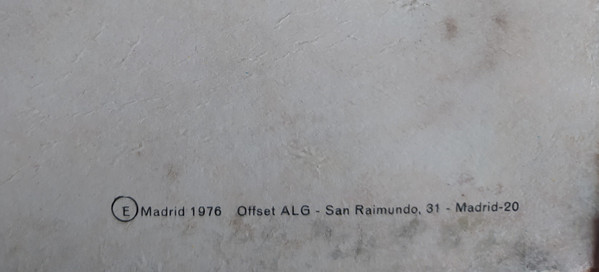 Ⓔ Madrid 1976 Offset ALG - San Raimundo, 31 - Madrid-20